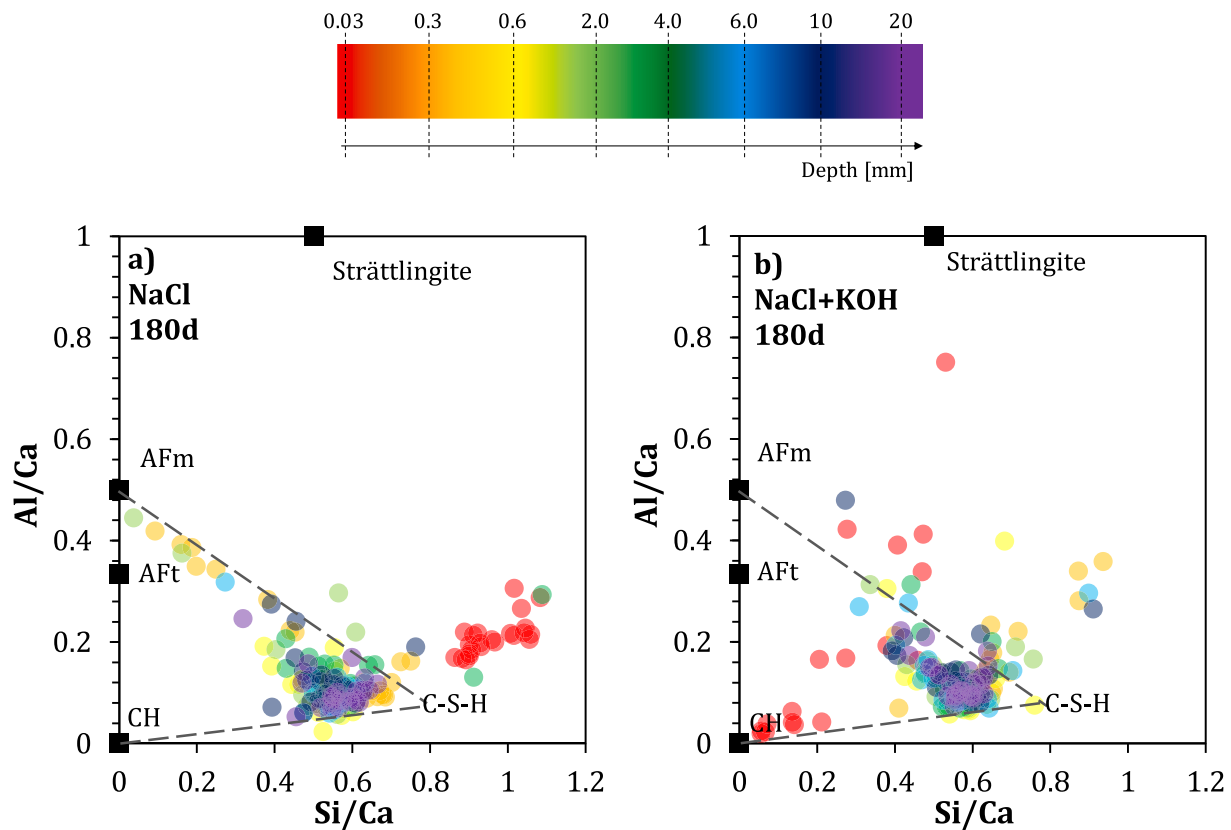 0.03 0.3 0.6 2.0 4.0 6.0 10 20
Depth [mm]
a)
NaCl
180d
Strättlingite
AFm
AFt
CH
C-S-H
Al/Ca
1
0.8
0.6
0.4
0.2
0
0 0.2 0.4 0.6 0.8 1 1.2
Si/Ca
b)
NaCl+KOH
180d
Strättlingite
AFm
AFt
CH
C-S-H
Al/Ca
1
0.8
0.6
0.4
0.2
0
0 0.2 0.4 0.6 0.8 1 1.2
Si/Ca